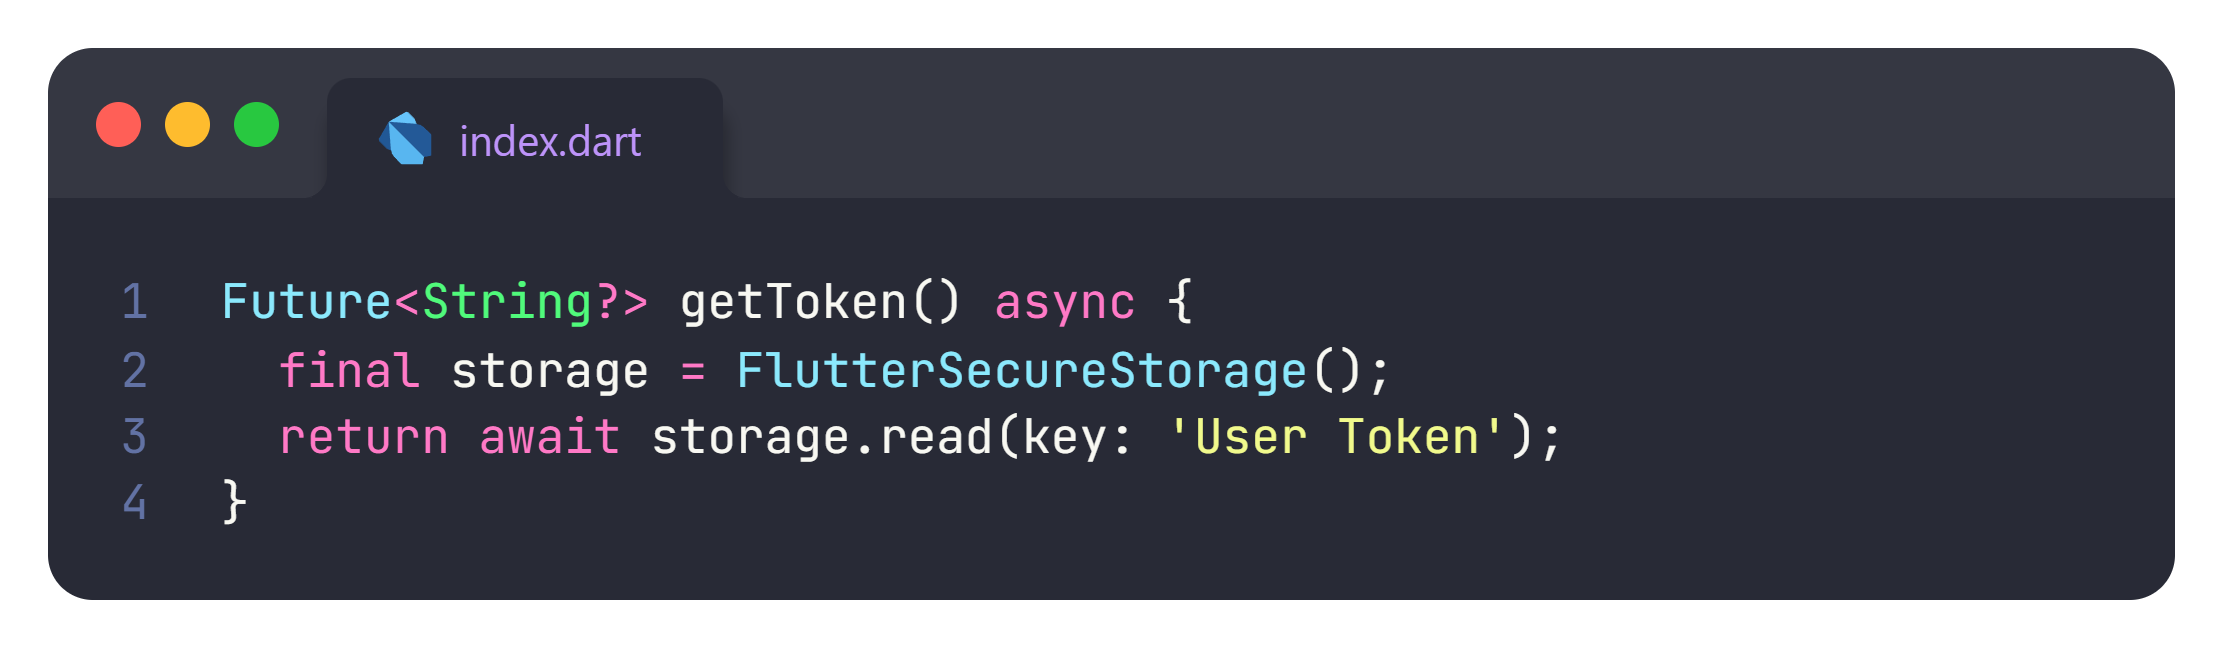 index.dart
1 Future<String?> getToken() async {
2   final storage = FlutterSecureStorage();
3   return await storage.read(key: 'User Token');
4 }